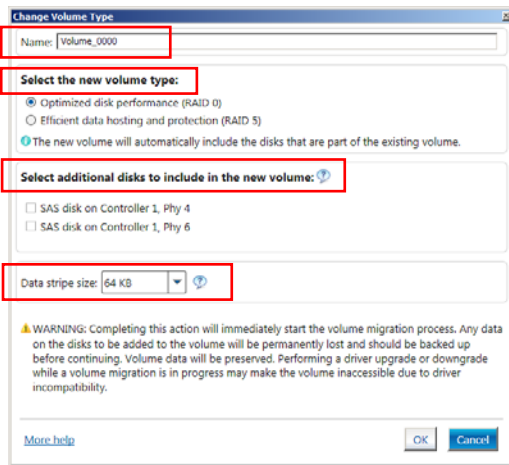 Change Volume Type
Name: Volume_0000
Select the new volume type:
Optimized disk performance (RAID 0)
Efficient data hosting and protection (RAID 5)
The new volume will automatically include the disks that are part of the existing volume.
Select additional disks to include in the new volume:
SAS disk on Controller 1, Phy 4
SAS disk on Controller 1, Phy 6
Data stripe size: 64 KB
WARNING: Completing this action will immediately start the volume migration process. Any data
on the disks to be added to the volume will be permanently lost and should be backed up
before continuing. Volume data will be preserved. Performing a driver upgrade or downgrade
while a volume migration is in progress may make the volume inaccessible due to driver
incompatibility.
More help OK Cancel